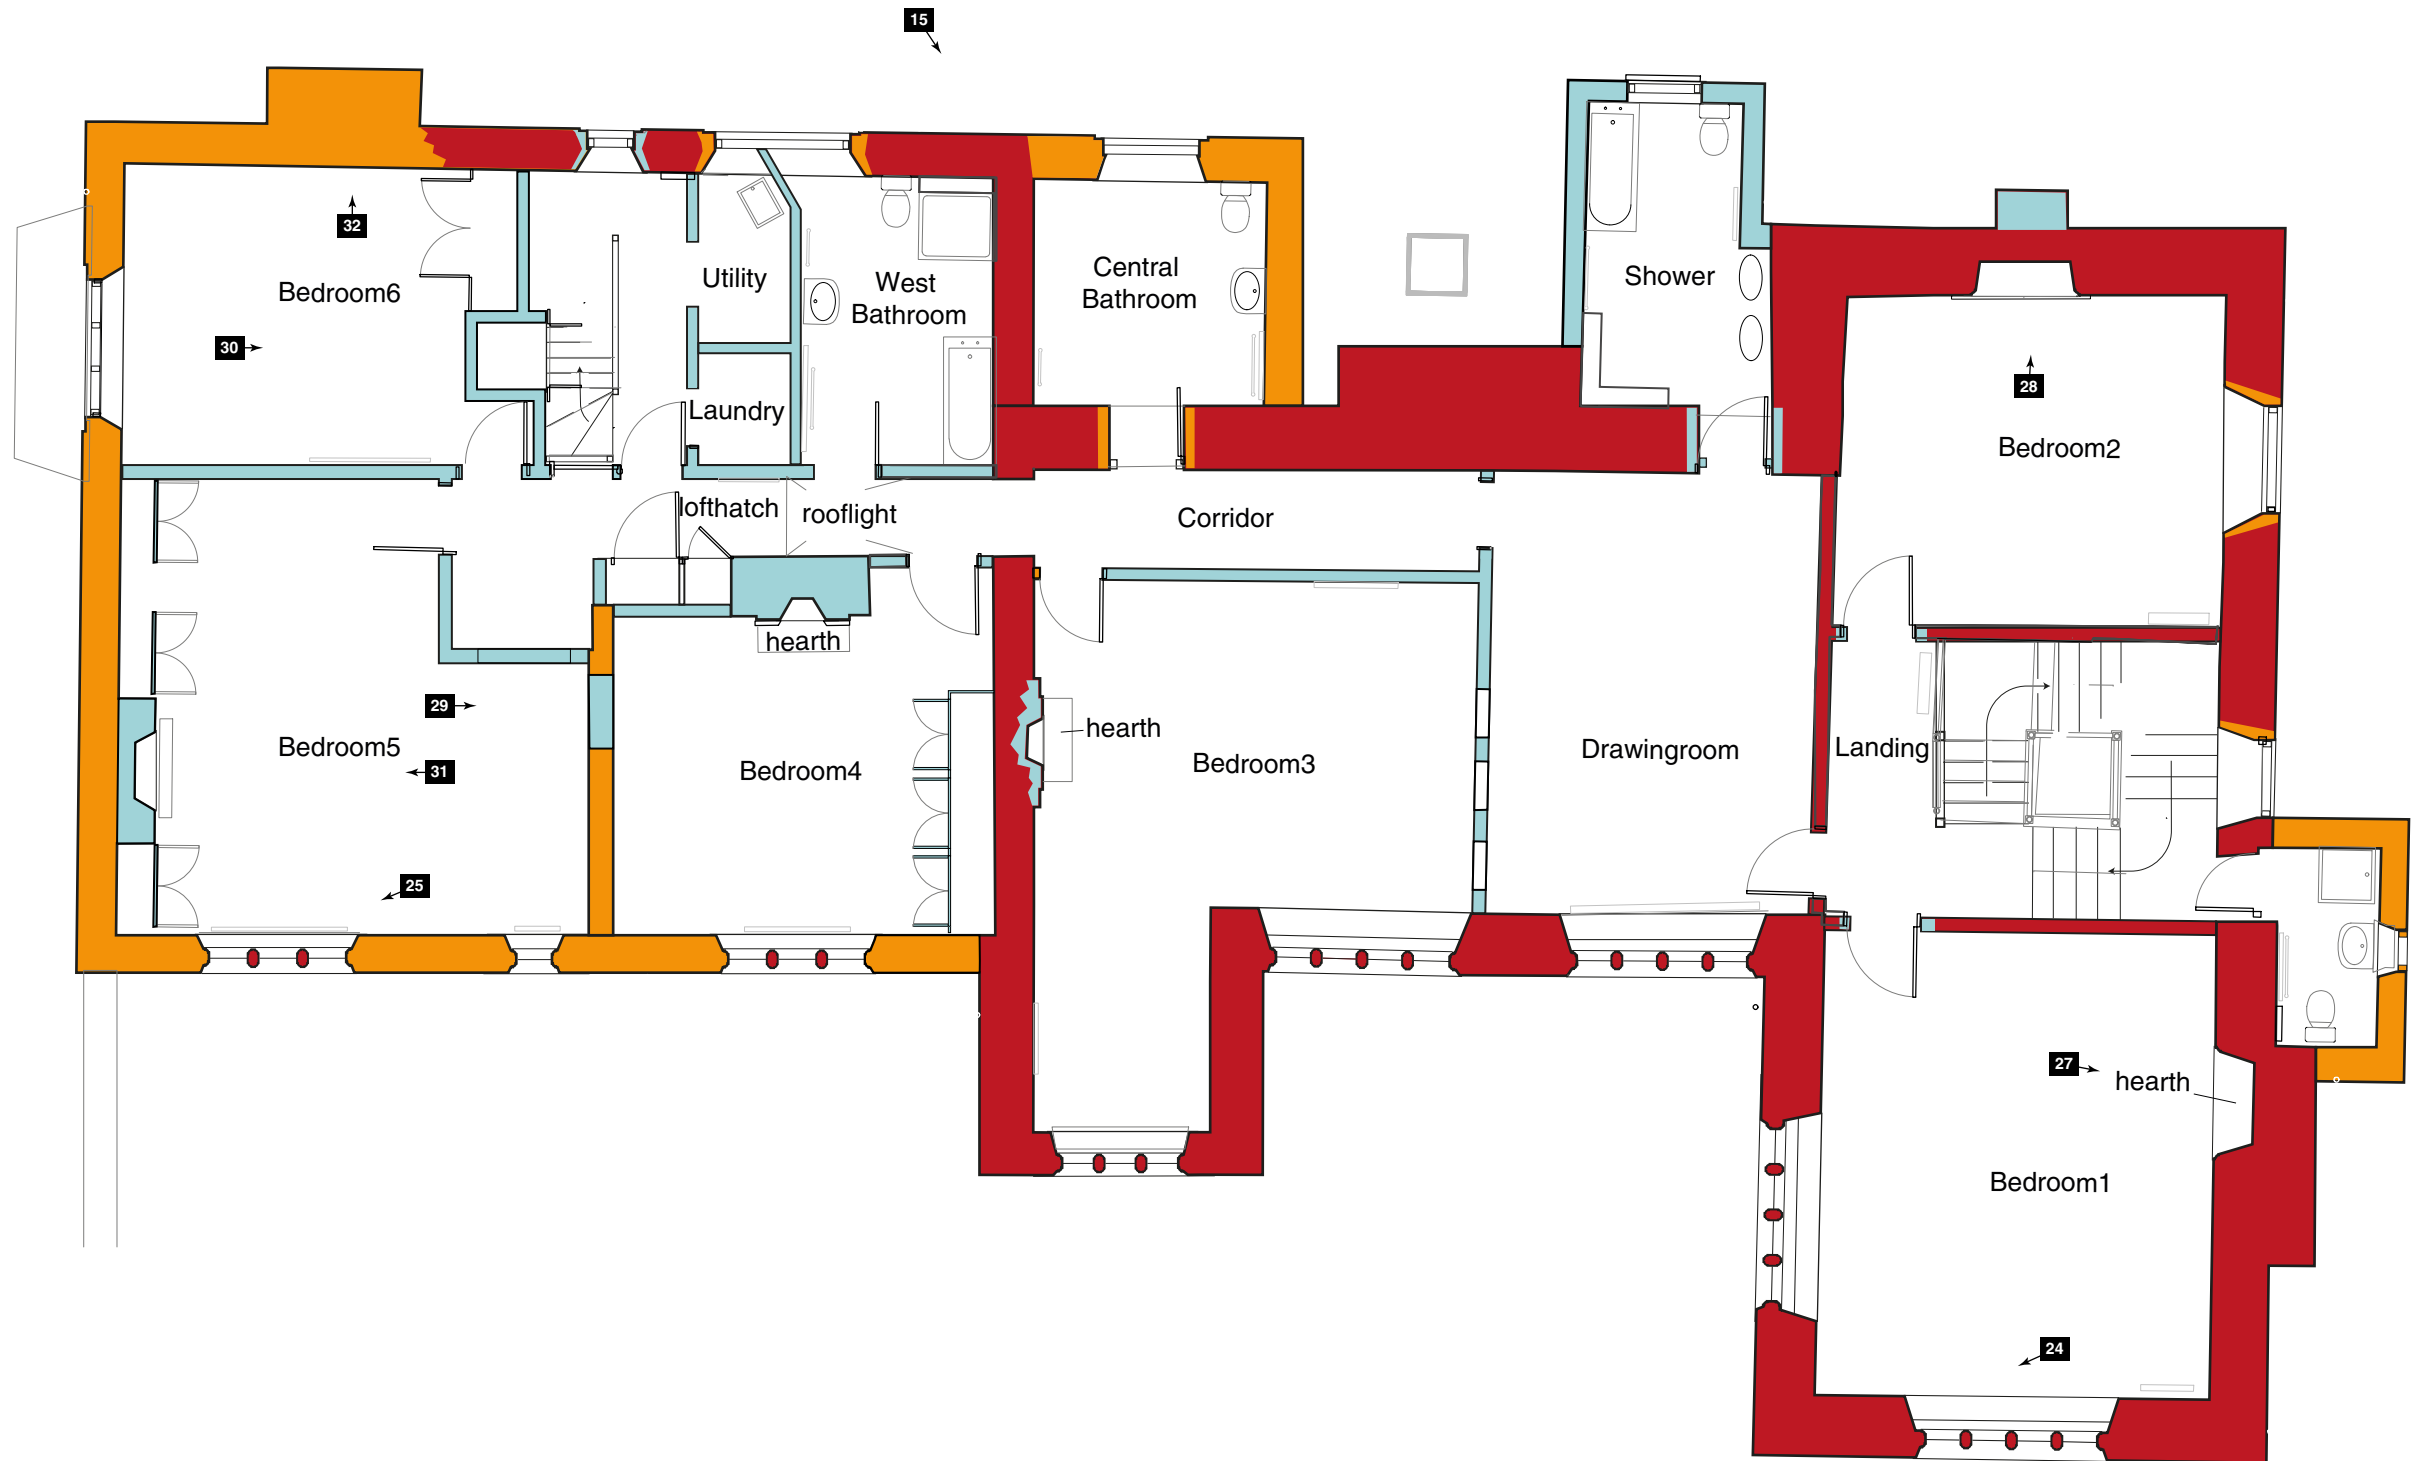 15
32
30
Bedroom6
Utility
West
Bathroom
Laundry
Central
Bathroom
Shower
28
Bedroom2
lofthatch
rooflight
Corridor
hearth
29
Bedroom5
31
25
Bedroom4
hearth
Bedroom3
Drawingroom
Landing
27
hearth
Bedroom1
24